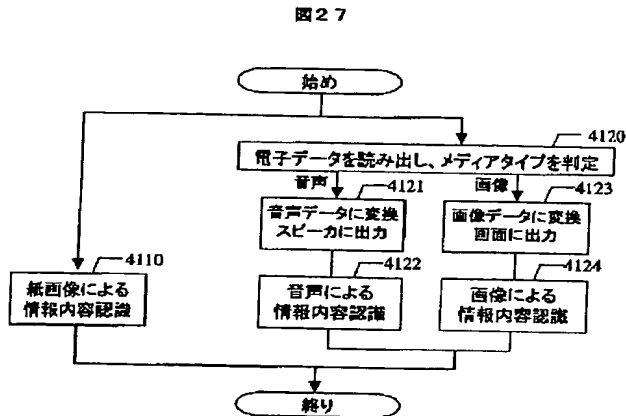 図27
始め
4120
電子データを読み出し、メディアタイプを判定
音声
4121
画像
4123
音声データに変換
スピーカに出力
画像データに変換
画面に出力
4110
4122
4124
紙画像による
情報内容認識
音声による
情報内容認識
画像による
情報内容認識
終り